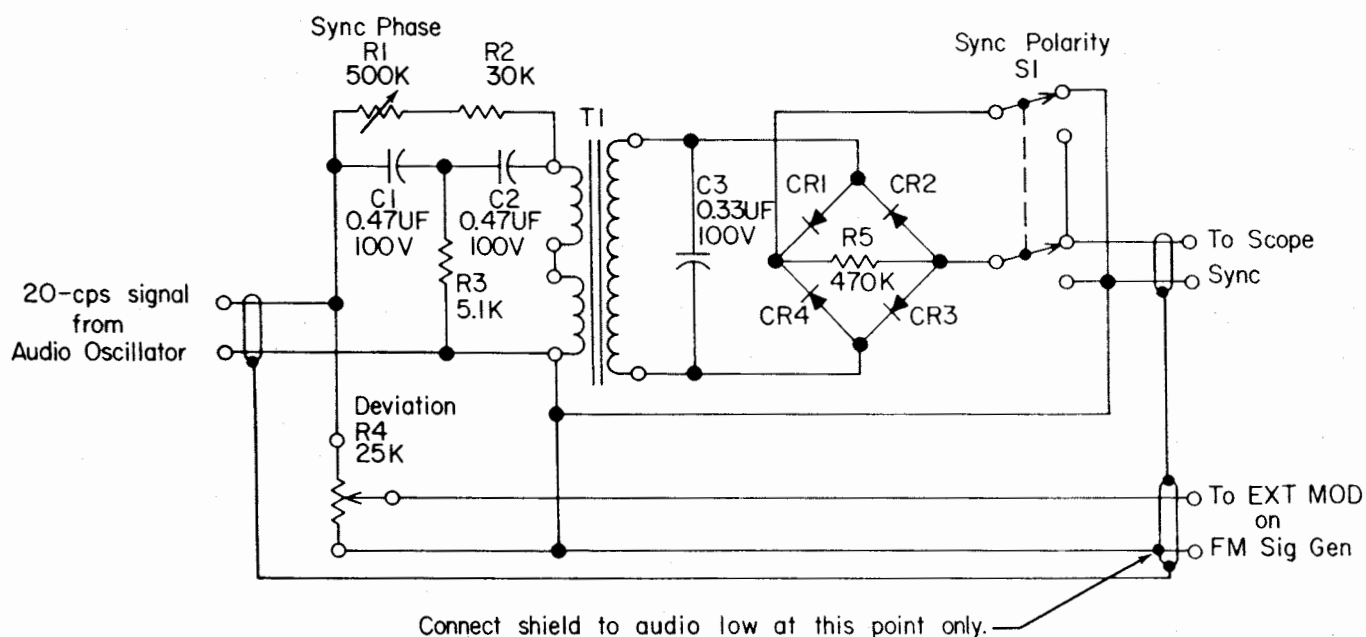 Sync Phase
R1
500K
R2
30K
T1
Sync Polarity
S1
C1
0.47UF
100V
C2
0.47UF
100V
R3
5.1K
C3
0.33UF
100V
CR1
CR2
R5
470K
CR4
CR3
To Scope
Sync
20-cps signal
from
Audio Oscillator
Deviation
R4
25K
To EXT MOD
on
FM Sig Gen
Connect shield to audio low at this point only.